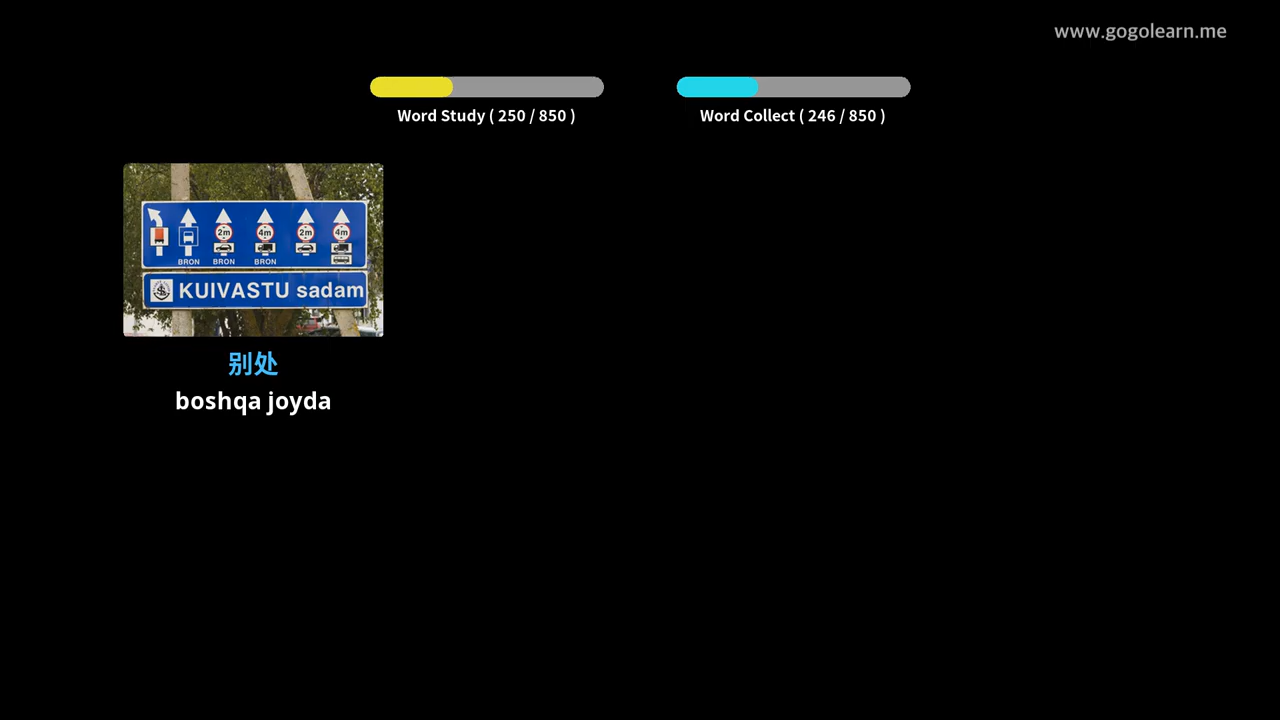 www.gogolearn.me
Word Study ( 250 / 850 )
Word Collect ( 246 / 850 )
2m 4m 2m 4m
BRON BRON BRON
KUIVASTU sadam
别处
boshqa joyda